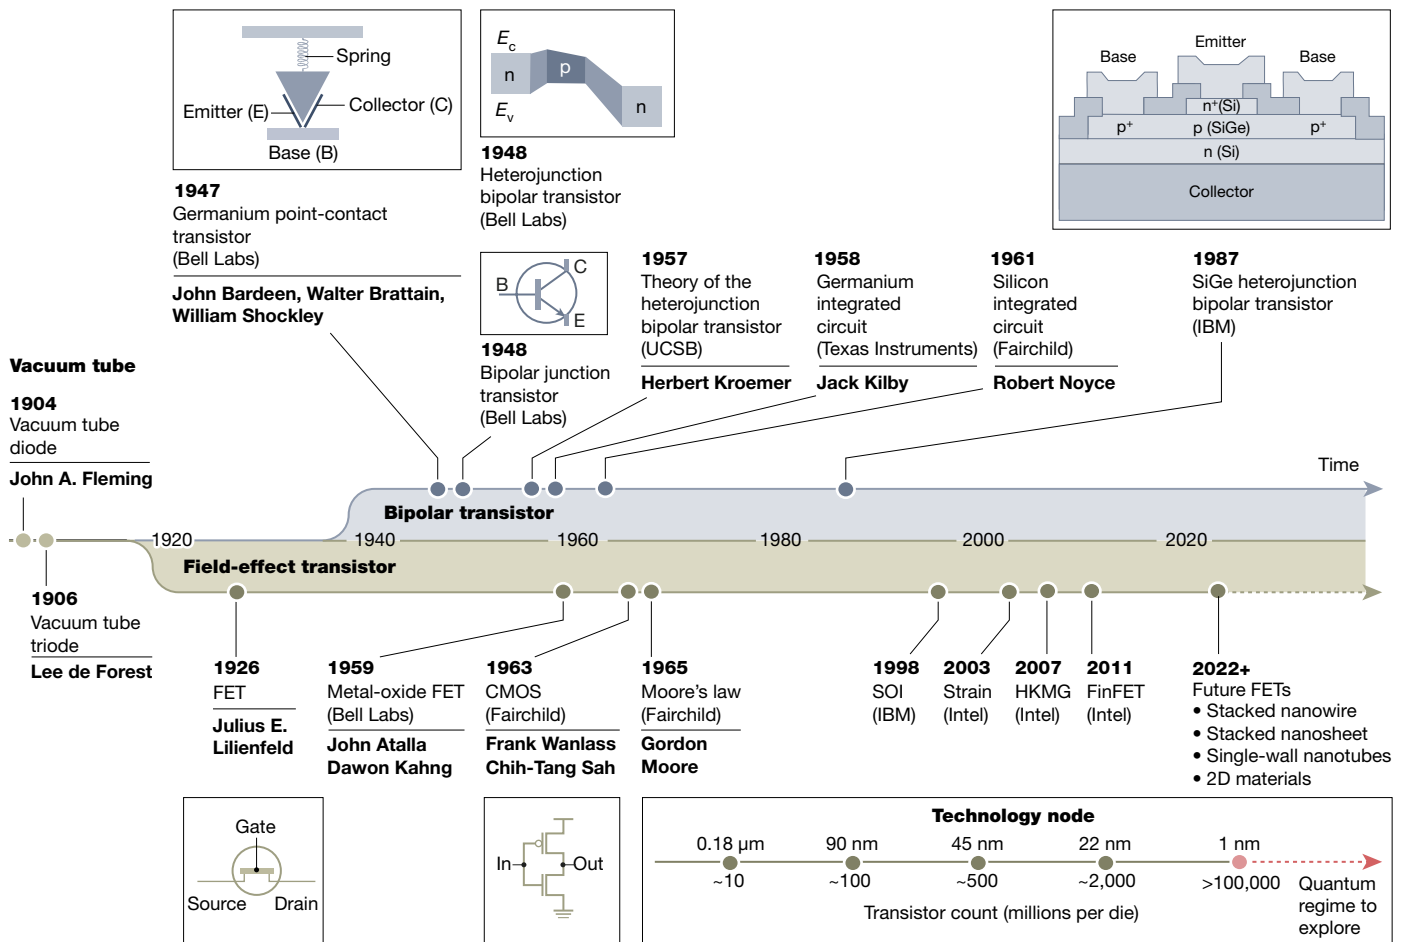 Spring
Emitter (E)
Collector (C)
Base (B)
1947
Germanium point-contact
transistor
(Bell Labs)
John Bardeen, Walter Brattain,
William Shockley
Ec
n
p
n
Ev
1948
Heterojunction
bipolar transistor
(Bell Labs)
B
C
E
1948
Bipolar junction
transistor
(Bell Labs)
1957
Theory of the
heterojunction
bipolar transistor
(UCSB)
Herbert Kroemer
1958
Germanium
integrated
circuit
(Texas Instruments)
Jack Kilby
1961
Silicon
integrated
circuit
(Fairchild)
Robert Noyce
Base
Emitter
Base
n+(Si)
p+
p (SiGe)
p+
n (Si)
Collector
1987
SiGe heterojunction
bipolar transistor
(IBM)
Vacuum tube
1904
Vacuum tube
diode
John A. Fleming
Time
Bipolar transistor
1920
1940
1960
1980
2000
2020
Field-effect transistor
1906
Vacuum tube
triode
Lee de Forest
1926
FET
Julius E.
Lilienfeld
1959
Metal-oxide FET
(Bell Labs)
John Atalla
Dawon Kahng
1963
CMOS
(Fairchild)
Frank Wanlass
Chih-Tang Sah
1965
Moore's law
(Fairchild)
Gordon
Moore
1998
SOI
(IBM)
2003
Strain
(Intel)
2007
HKMG
(Intel)
2011
FinFET
(Intel)
2022+
Future FETs
• Stacked nanowire
• Stacked nanosheet
• Single-wall nanotubes
• 2D materials
Gate
Source
Drain
In
Out
Technology node
0.18 µm
90 nm
45 nm
22 nm
1 nm
~10
~100
~500
~2,000
>100,000
Quantum
regime to
explore
Transistor count (millions per die)